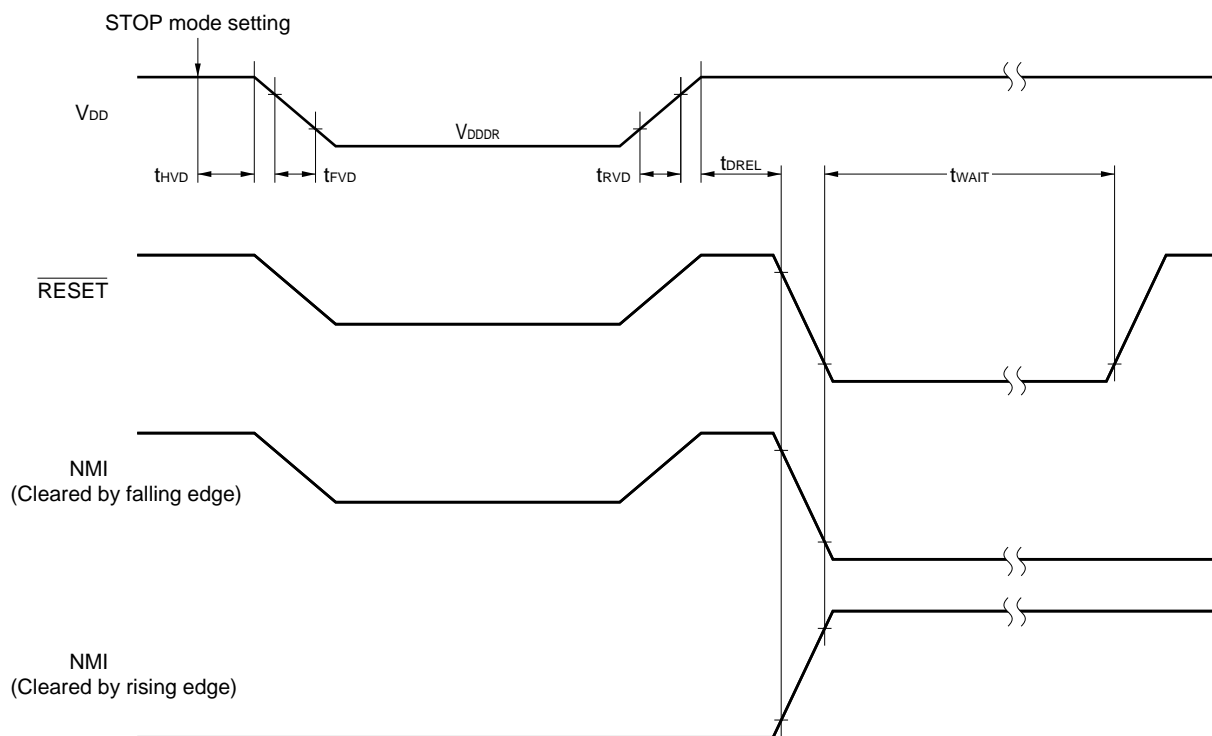 STOP mode setting
VDD
VDDDR
tHVD
tFVD
tRVD
tDREL
tWAIT
RESET
NMI
(Cleared by falling edge)
NMI
(Cleared by rising edge)